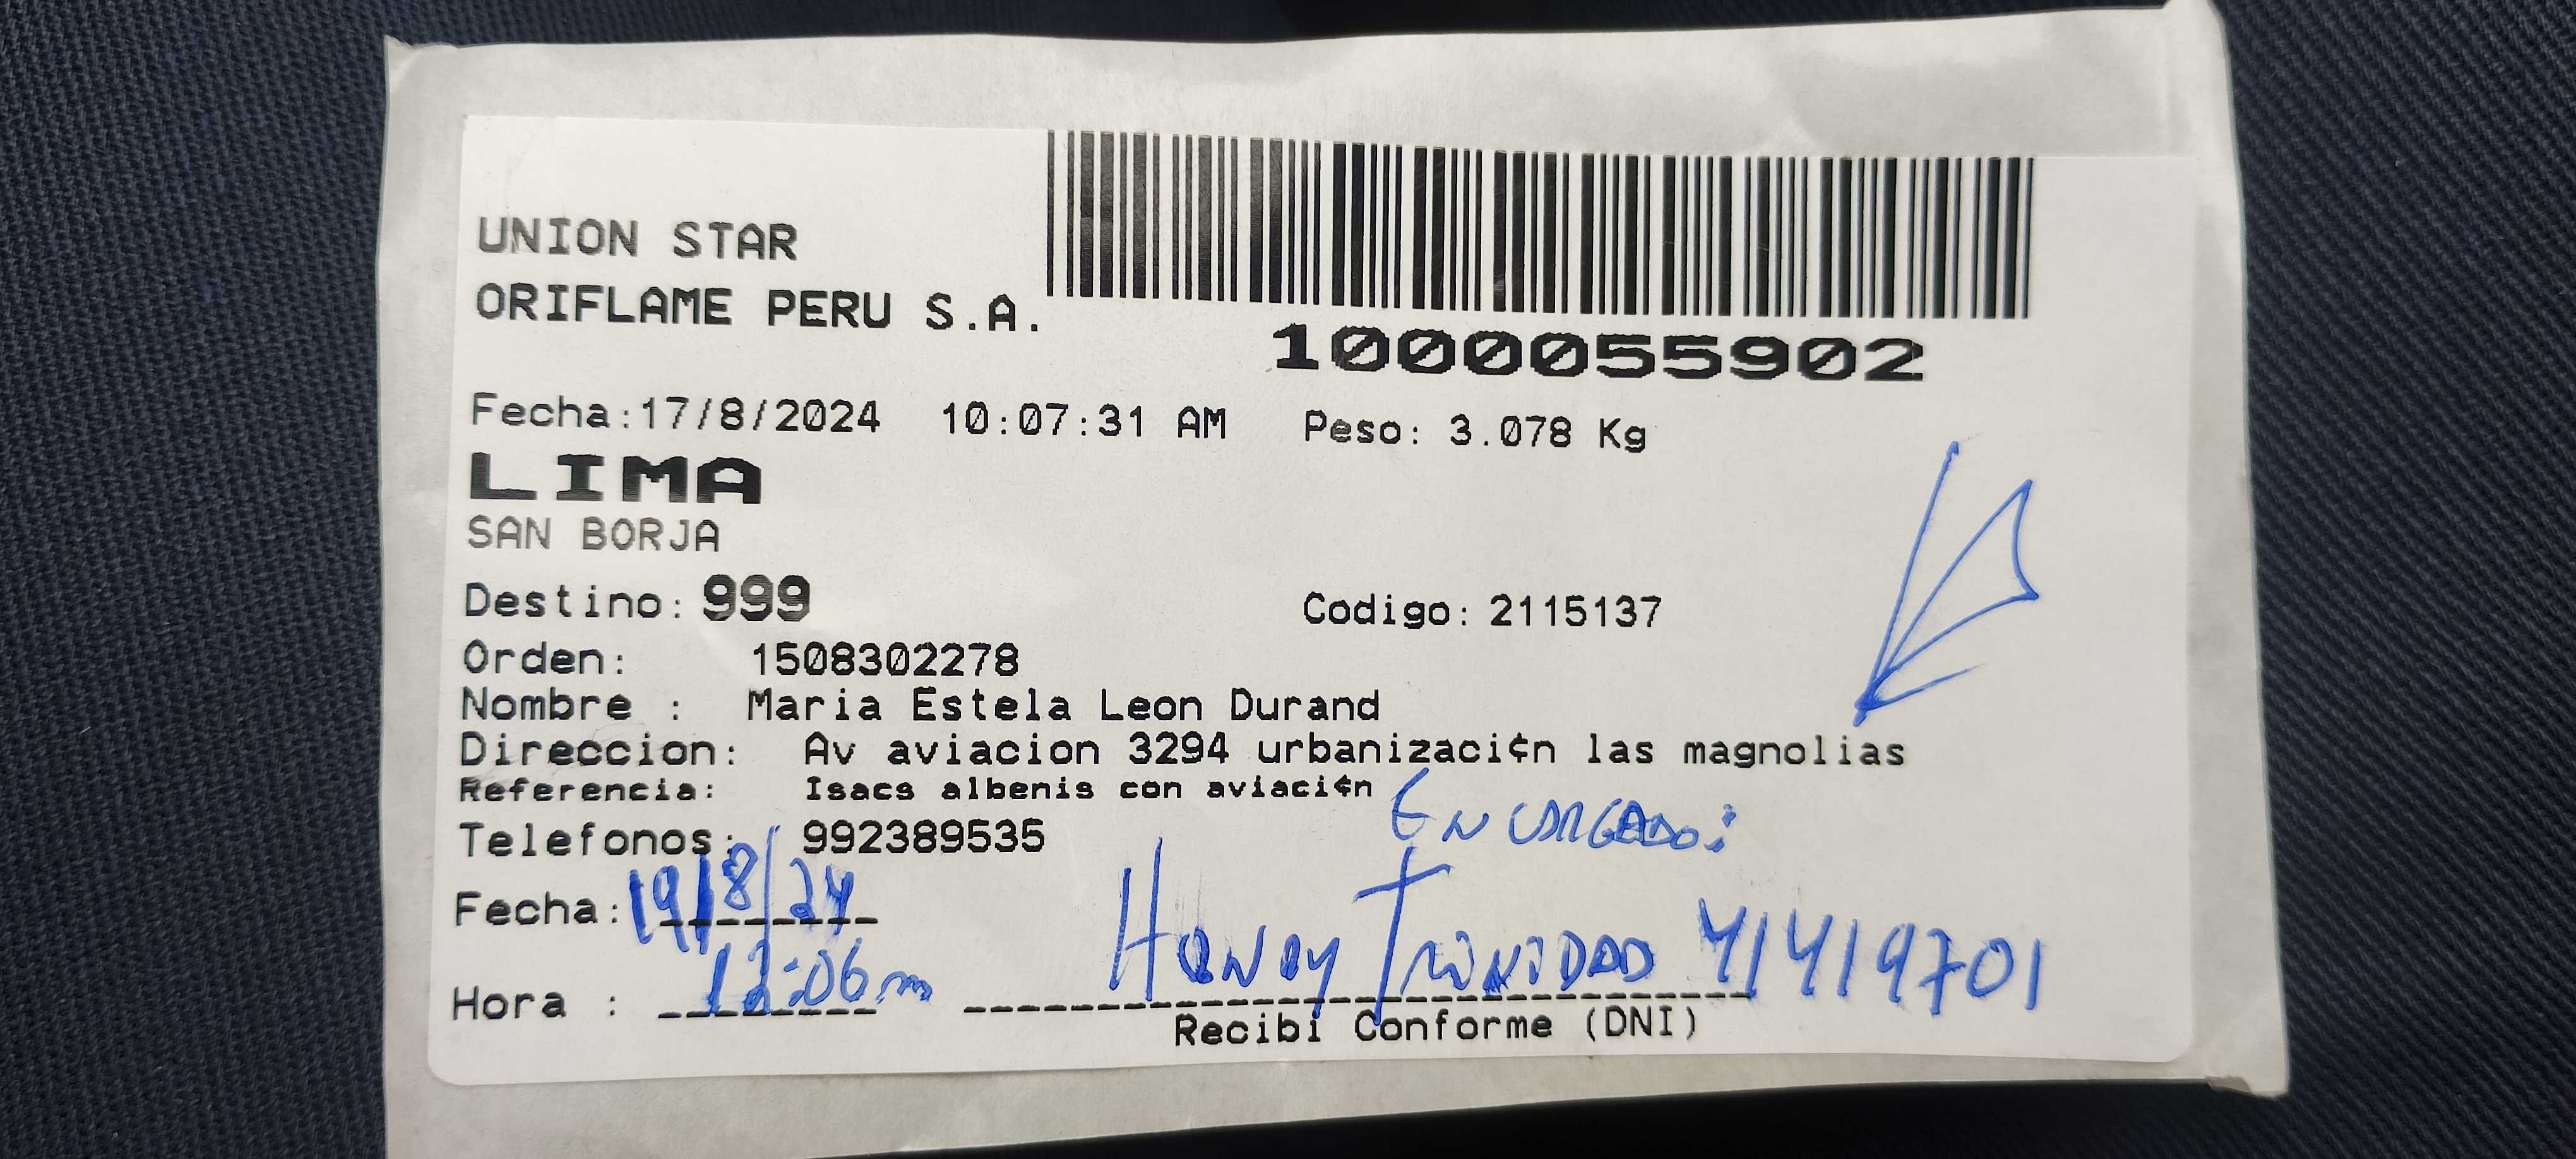 UNION STAR
ORIFLAME PERU S.A.
1000055902
Fecha:17/8/2024 10:07:31 AM Peso: 3.078 Kg
LIMA
SAN BORJA
Destino: 999 Codigo: 2115137
Orden: 1508302278
Nombre : Maria Estela Leon Durand
Direccion: Av aviacion 3294 urbanizaci¢n las magnolias
Referencia: Isacs albenis con aviaci¢n
ENCARGADO:
Telefonos: 992389535
Fecha: 19/8/24
Hora : 12:06m TRINIDAD 41419701
Recibi Conforme (DNI)